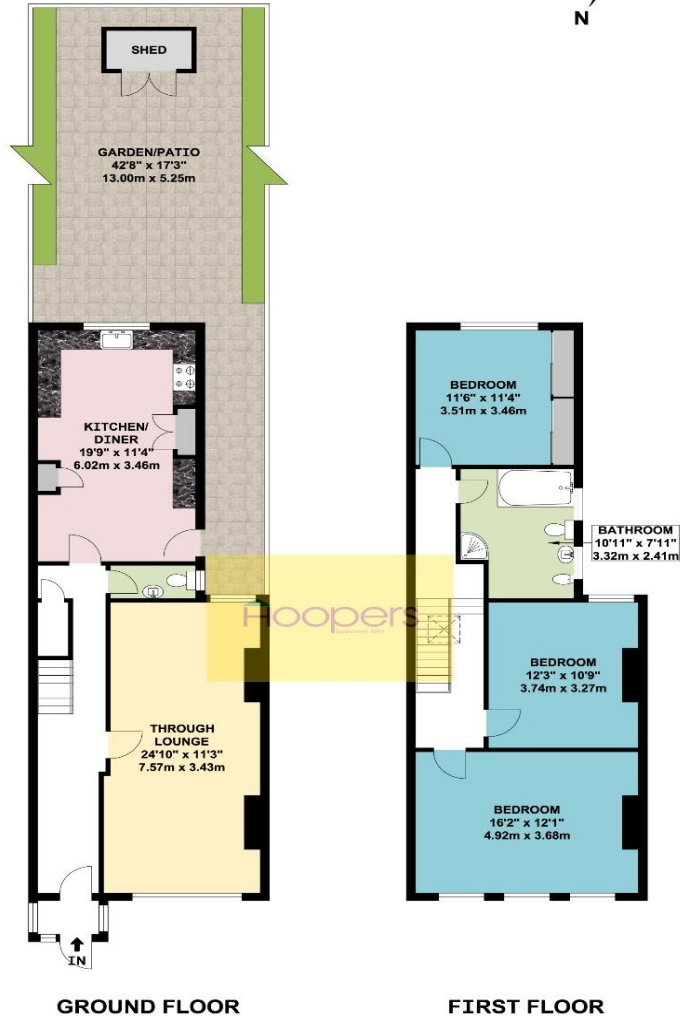 N
SHED
GARDEN/PATIO
42'8" x 17'3"
13.00m x 5.25m
KITCHEN/
DINER
19'9" x 11'4"
6.02m x 3.46m
THROUGH
LOUNGE
24'10" x 11'3"
7.57m x 3.43m
IN
GROUND FLOOR
BEDROOM
11'6" x 11'4"
3.51m x 3.46m
BATHROOM
10'11" x 7'11"
3.32m x 2.41m
Hoopers
BEDROOM
12'3" x 10'9"
3.74m x 3.27m
BEDROOM
16'2" x 12'1"
4.92m x 3.68m
FIRST FLOOR